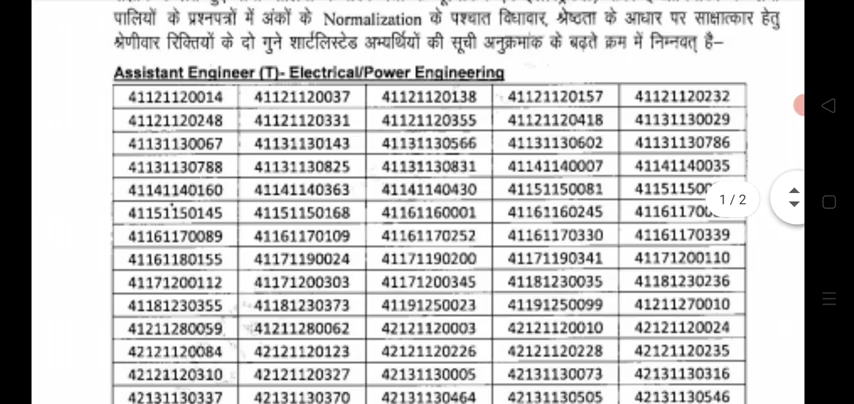 पालियों के प्रश्नपत्रों में अंकों के Normalization के पश्चात विधावार, श्रेष्ठता के आधार पर साक्षात्कार हेतु
श्रेणीवार रिक्तियों के दो गुने शार्टलिस्टेड अभ्यर्थियों की सूची अनुक्रमांक के बढ़ते क्रम में निम्नवत् है–
Assistant Engineer (T)- Electrical/Power Engineering
41121120014 41121120037 41121120138 41121120157 41121120232
41121120248 41121120331 41121120355 41121120418 41131130029
41131130067 41131130143 41131130566 41131130602 41131130786
41131130788 41131130825 41131130831 41141140007 41141140035
41141140160 41141140363 41141140430 41151150081
41151150145 41151150168 41161160001 41161160245
41161170089 41161170109 41161170252 41161170330 41161170339
41161180155 41171190024 41171190200 41171190341 41171200110
41171200112 41171200303 41171200345 41181230035 41181230236
41181230355 41181230373 41191250023 41191250099 41211270010
41211280059 41211280062 42121120003 42121120010 42121120024
42121120084 42121120123 42121120226 42121120228 42121120235
42121120310 42121120327 42131130005 42131130073 42131130316
42131130337 42131130370 42131130464 42131130505 42131130546
1 / 2